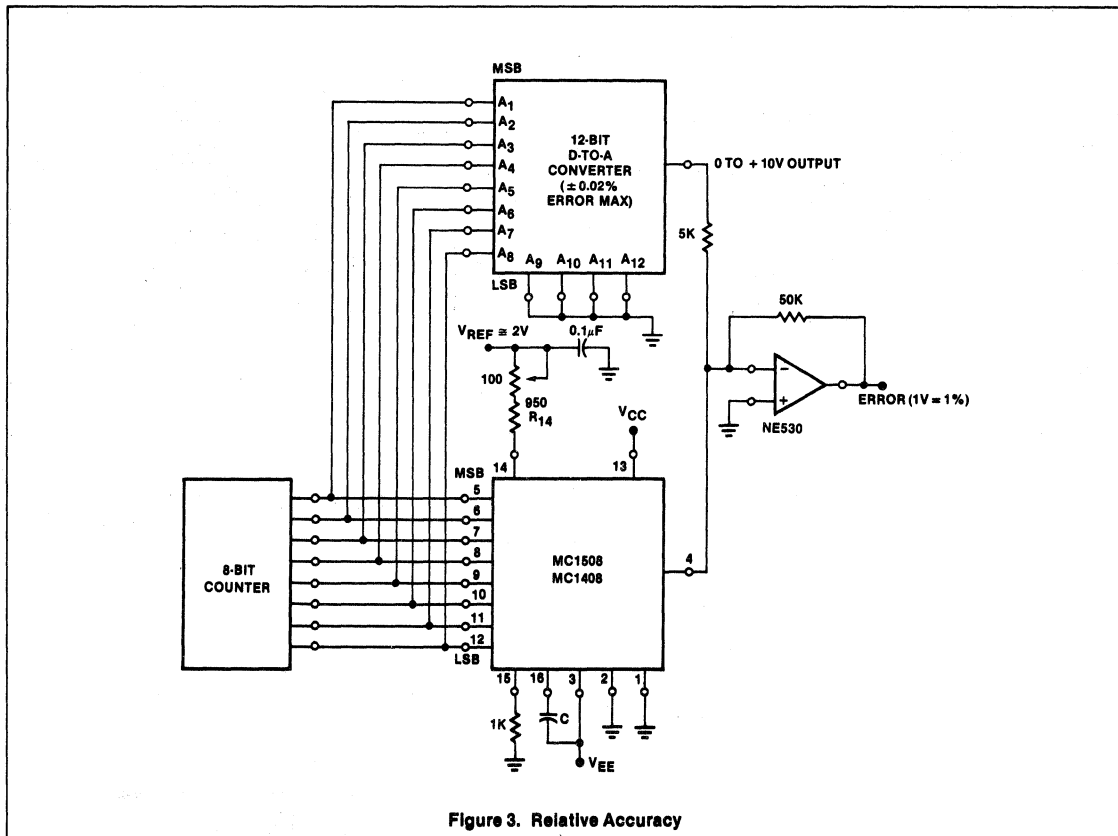 MSB
A1
A2
A3
A4
A5
A6
A7
A8
12-BIT
D-TO-A
CONVERTER
(±0.02%
ERROR MAX)
A9 A10 A11 A12
LSB
0 TO +10V OUTPUT
5K
50K
VREF ≅ 2V
0.1µF
100
950
R14
VCC
14
13
−
+
NE530
ERROR (1V = 1%)
8-BIT
COUNTER
MSB
5
6
7
8
9
10
11
12
LSB
MC1508
MC1408
4
15 16 3 2 1
1K
C
VEE
Figure 3. Relative Accuracy